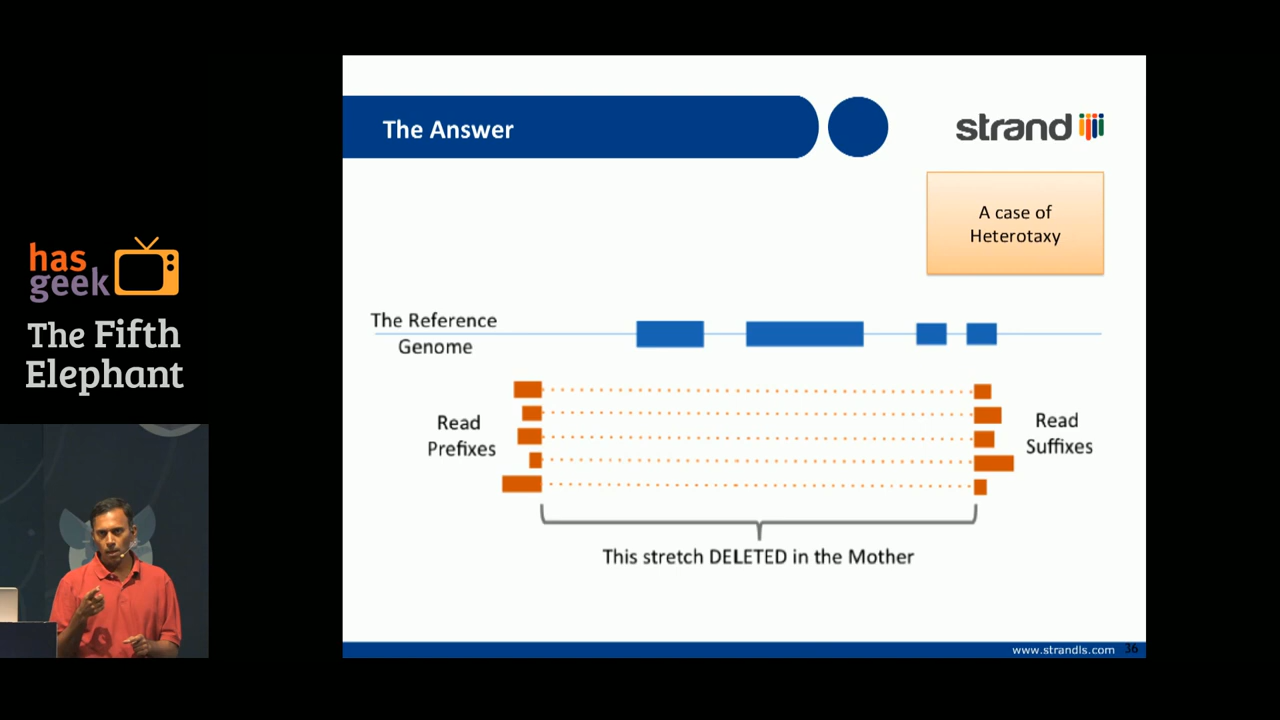 The Answer
strand
A case of
Heterotaxy
has
geek
The Fifth
Elephant
The Reference
Genome
Read
Prefixes
Read
Suffixes
This stretch DELETED in the Mother
www.strandls.com 36